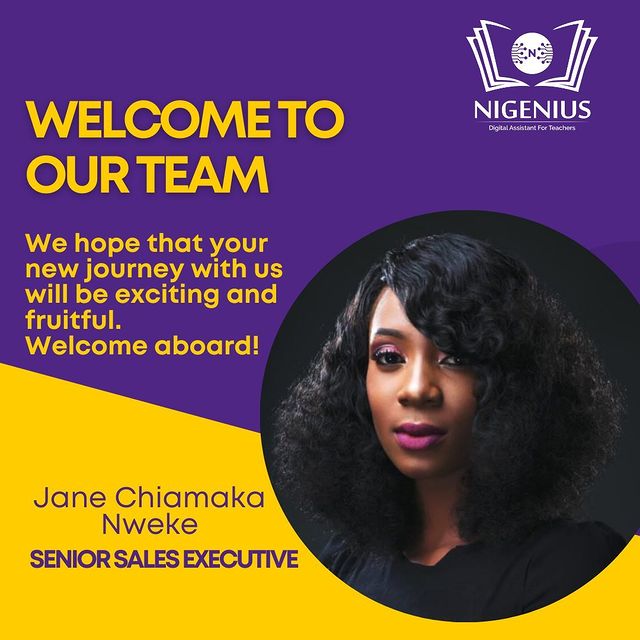 N
NIGENIUS
Digital Assistant For Teachers
WELCOME TO
OUR TEAM
We hope that your
new journey with us
will be exciting and
fruitful.
Welcome aboard!
Jane Chiamaka
Nweke
SENIOR SALES EXECUTIVE